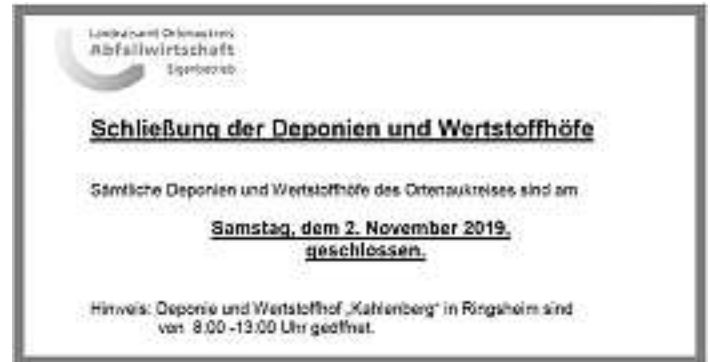 Landratsamt Ortenaukreis
Abfallwirtschaft
Eigenbetrieb
Schließung der Deponien und Wertstoffhöfe
Sämtliche Deponien und Wertstoffhöfe des Ortenaukreises sind am
Samstag, dem 2. November 2019,
geschlossen.
Hinweis: Deponie und Wertstoffhof „Kahlenberg“ in Ringsheim sind
von 8.00 -13.00 Uhr geöffnet.